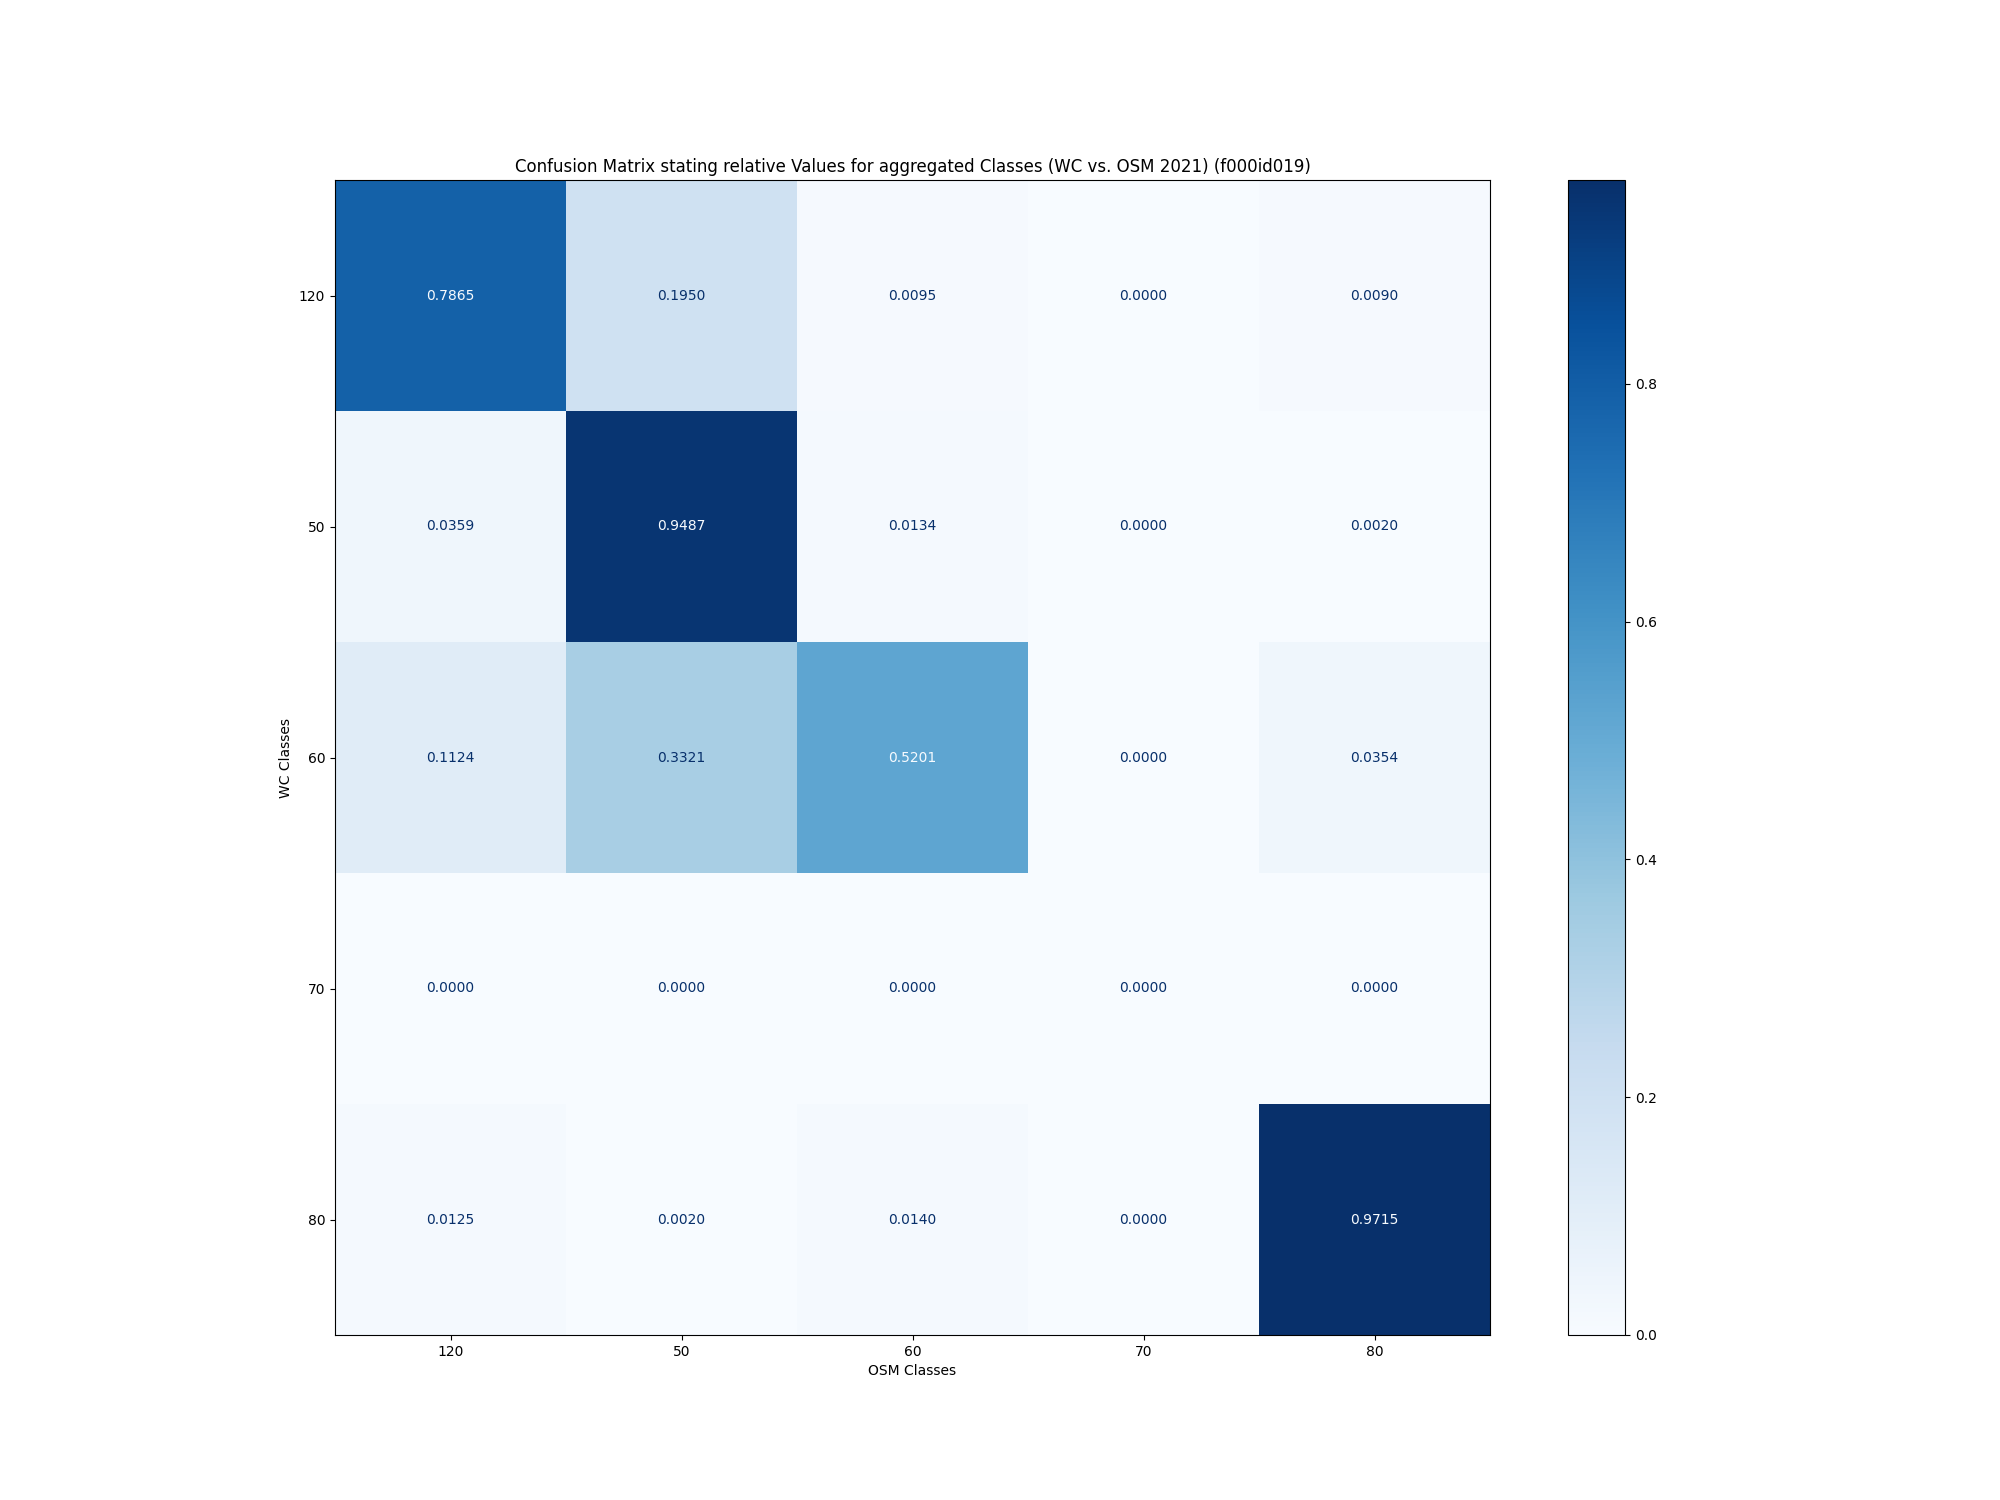 Confusion Matrix stating relative Values for aggregated Classes (WC vs. OSM 2021) (f000id019)
120 0.7865 0.1950 0.0095 0.0000 0.0090
50 0.0359 0.9487 0.0134 0.0000 0.0020
60 0.1124 0.3321 0.5201 0.0000 0.0354
70 0.0000 0.0000 0.0000 0.0000 0.0000
80 0.0125 0.0020 0.0140 0.0000 0.9715
120 50 60 70 80
OSM Classes
WC Classes
0.8
0.6
0.4
0.2
0.0